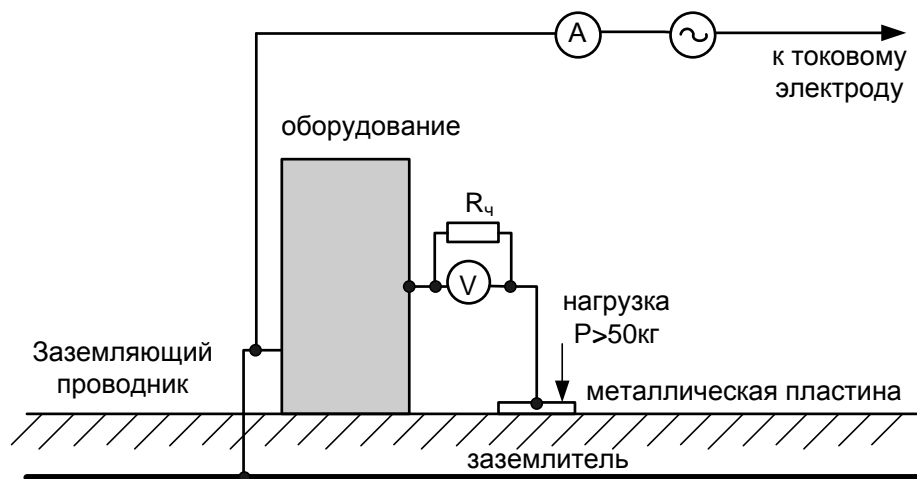 A
к токовому
электроду
оборудование
Rч
V
нагрузка
P>50кг
Заземляющий
проводник
металлическая пластина
заземлитель